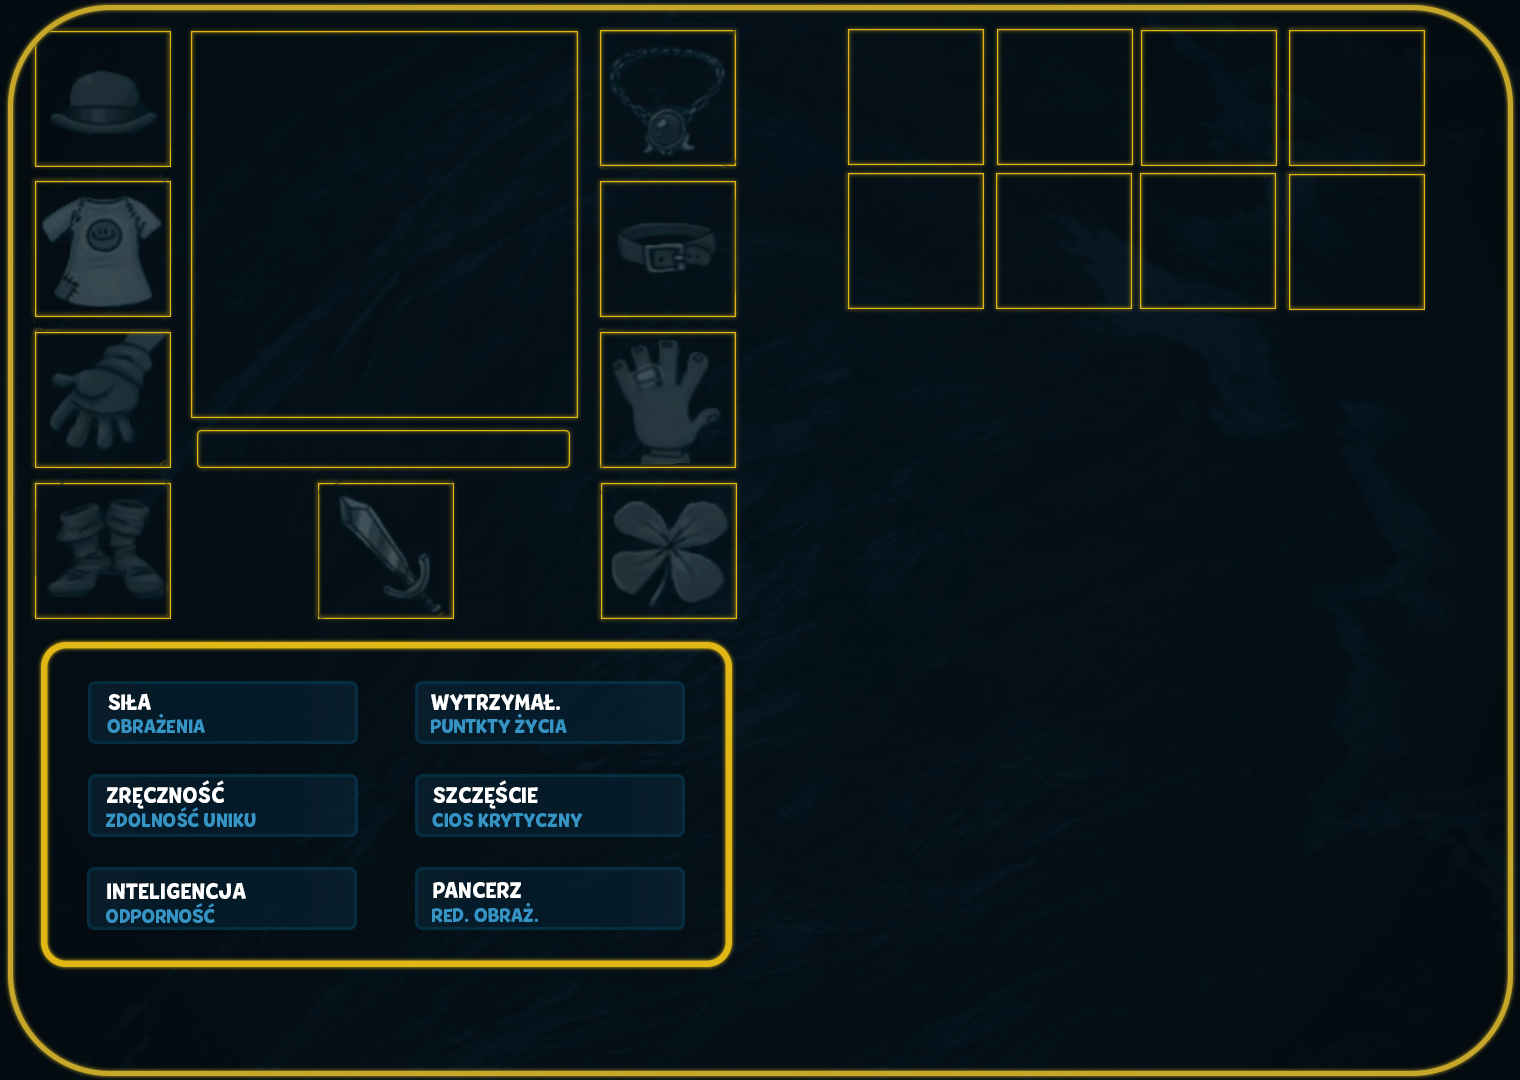 SIŁA
OBRAŻENIA
WYTRZYMAŁ.
PUNTKTY ŻYCIA
ZRĘCZNOŚĆ
ZDOLNOŚĆ UNIKU
SZCZĘŚCIE
CIOS KRYTYCZNY
INTELIGENCJA
ODPORNOŚĆ
PANCERZ
RED. OBRAŻ.